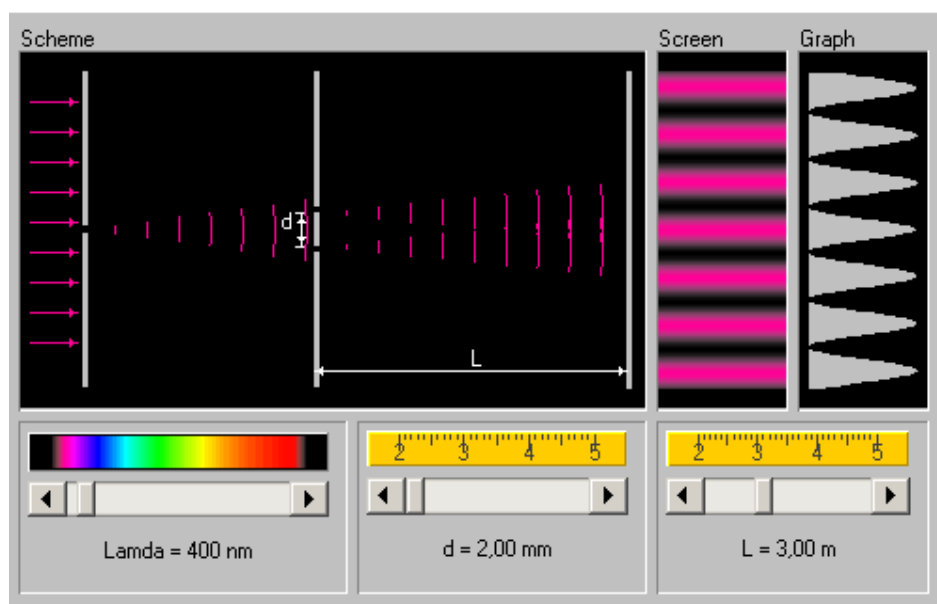 Scheme
Screen
Graph
d
L
2 3 4 5
2 3 4 5
Lamda = 400 nm
d = 2,00 mm
L = 3,00 m